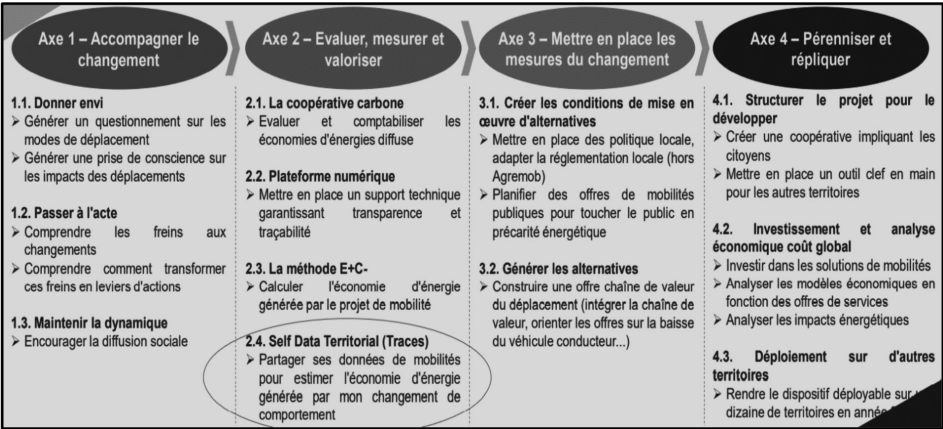 Axe 1 – Accompagner le
changement
1.1. Donner envi
➢ Générer un questionnement sur les
modes de déplacement
➢ Générer une prise de conscience sur
les impacts des déplacements
1.2. Passer à l'acte
➢ Comprendre les freins aux
changements
➢ Comprendre comment transformer
ces freins en leviers d'actions
1.3. Maintenir la dynamique
➢ Encourager la diffusion sociale
Axe 2 – Evaluer, mesurer et
valoriser
2.1. La coopérative carbone
➢ Evaluer et comptabiliser les
économies d'énergies diffuse
2.2. Plateforme numérique
➢ Mettre en place un support technique
garantissant transparence et
traçabilité
2.3. La méthode E+C-
➢ Calculer l'économie d'énergie
générée par le projet de mobilité
2.4. Self Data Territorial (Traces)
➢ Partager ses données de mobilités
pour estimer l'économie d'énergie
générée par mon changement de
comportement
Axe 3 – Mettre en place les
mesures du changement
3.1. Créer les conditions de mise en
œuvre d'alternatives
➢ Mettre en place des politique locale,
adapter la réglementation locale (hors
Agremob)
➢ Planifier des offres de mobilités
publiques pour toucher le public en
précarité énergétique
3.2. Générer les alternatives
➢ Construire une offre chaîne de valeur
du déplacement (intégrer la chaîne de
valeur, orienter les offres sur la baisse
du véhicule conducteur...)
Axe 4 – Pérenniser et
répliquer
4.1. Structurer le projet pour le
développer
➢ Créer une coopérative impliquant les
citoyens
➢ Mettre en place un outil clef en main
pour les autres territoires
4.2. Investissement et analyse
économique coût global
➢ Investir dans les solutions de mobilités
➢ Analyser les modèles économiques en
fonction des offres de services
➢ Analyser les impacts énergétiques
4.3. Déploiement sur d'autres
territoires
➢ Rendre le dispositif déployable sur
dizaine de territoires en année